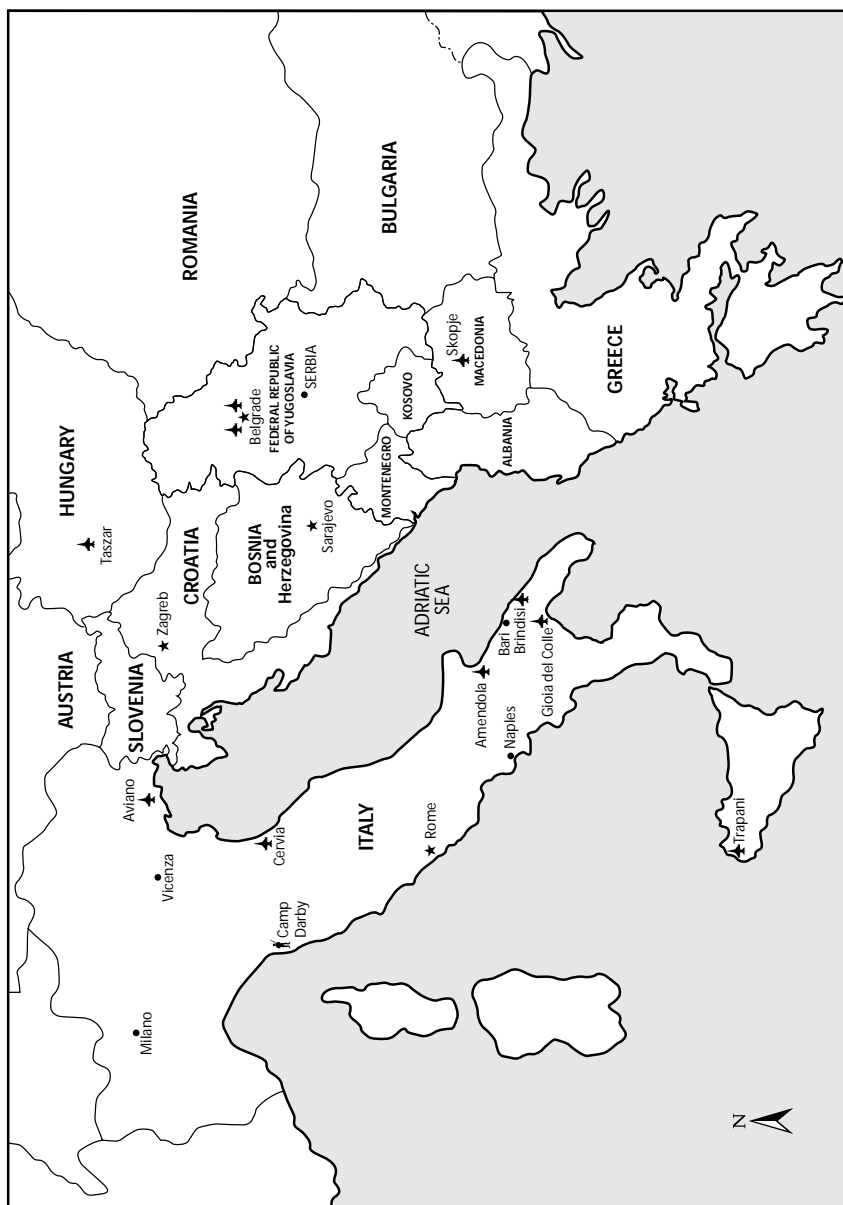 AUSTRIA
HUNGARY
ROMANIA
Taszar
SLOVENIA
Zagreb
CROATIA
Aviano
Vicenza
Milano
Belgrade
FEDERAL REPUBLIC
OF YUGOSLAVIA
SERBIA
BOSNIA
and
Herzegovina
Sarajevo
Cervia
Camp
Darby
MONTENEGRO
KOSOVO
BULGARIA
ITALY
ADRIATIC
SEA
Rome
Skopje
MACEDONIA
ALBANIA
Amendola
Naples
Bari
Brindisi
Gioia del Colle
GREECE
Trapani
N